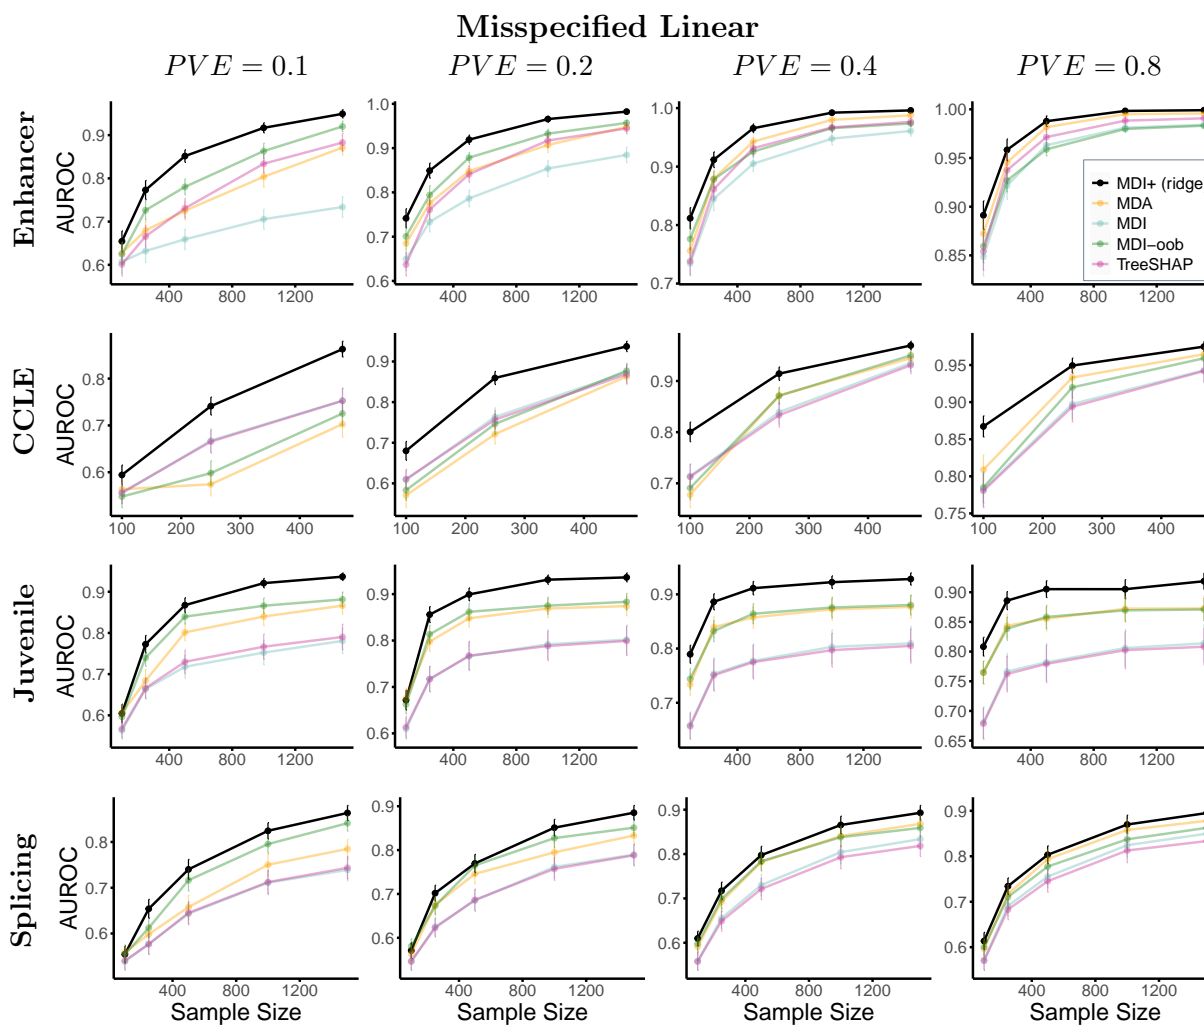 Misspecified Linear
PVE = 0.1 PVE = 0.2 PVE = 0.4 PVE = 0.8
Enhancer
AUROC
0.9
0.8
0.7
0.6
400 1200
1.0
0.9
0.8
0.7
0.6
400 800 1200
1.0
0.9
0.8
0.7
400 800 1200
1.00
0.95
0.90
0.85
400 800 1200
MDI+ (ridge
MDA
MDI
MDI-oob
TreeSHAP
CCLE
AUROC
0.8
0.7
0.6
100 200 300 400
0.9
0.8
0.7
0.6
100 200 300 400
0.9
0.8
0.7
100 200 300 400
0.95
0.90
0.85
0.80
0.75
100 200 300 400
Juvenile
AUROC
0.9
0.8
0.7
0.6
400 800 1200
0.9
0.8
0.7
0.6
400 800 1200
0.9
0.8
0.7
400 800 1200
0.90
0.85
0.80
0.75
0.70
0.65
400 800 1200
Splicing
AUROC
0.8
0.7
0.6
400 800 1200
0.9
0.8
0.7
0.6
400 800 1200
0.9
0.8
0.7
0.6
400 800 1200
0.9
0.8
0.7
0.6
400 800 1200
Sample Size Sample Size Sample Size Sample Size